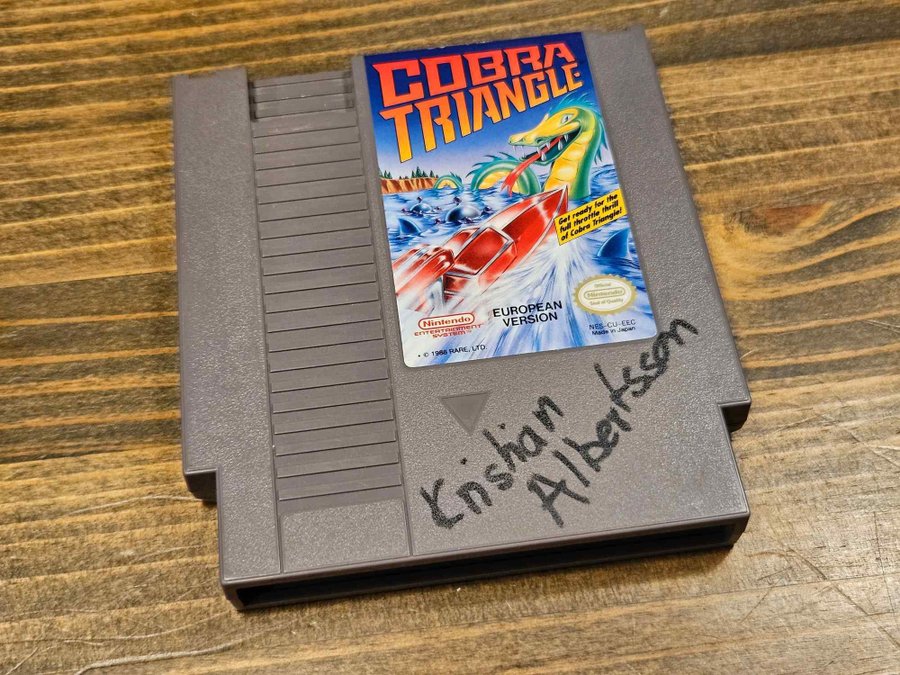 COBRA
TRIANGLE
Get ready for the
full throttle thrill
of Cobra Triangle!
Official
Nintendo
Seal of Quality
Nintendo
ENTERTAINMENT
SYSTEM™
EUROPEAN
VERSION
NES-CU-EEC
Made in Japan
• © 1988 RARE, LTD.
Kristian
Albertsson